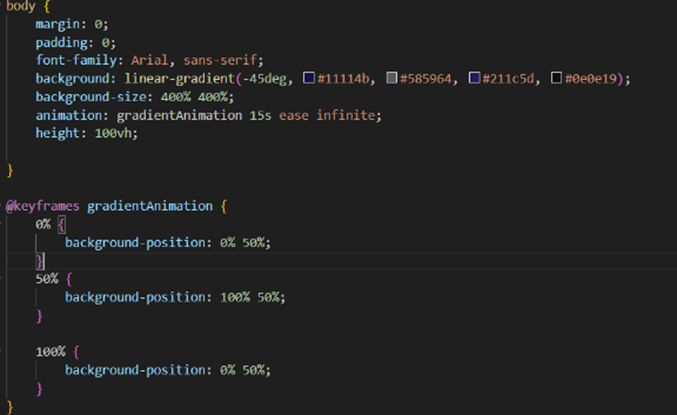 body {
margin: 0;
padding: 0;
font-family: Arial, sans-serif;
background: linear-gradient(-45deg, #11114b, #585964, #211c5d, #0e0e19);
background-size: 400% 400%;
animation: gradientAnimation 15s ease infinite;
height: 100vh;
}
@keyframes gradientAnimation {
0% {
background-position: 0% 50%;
}
50% {
background-position: 100% 50%;
}
100% {
background-position: 0% 50%;
}
}